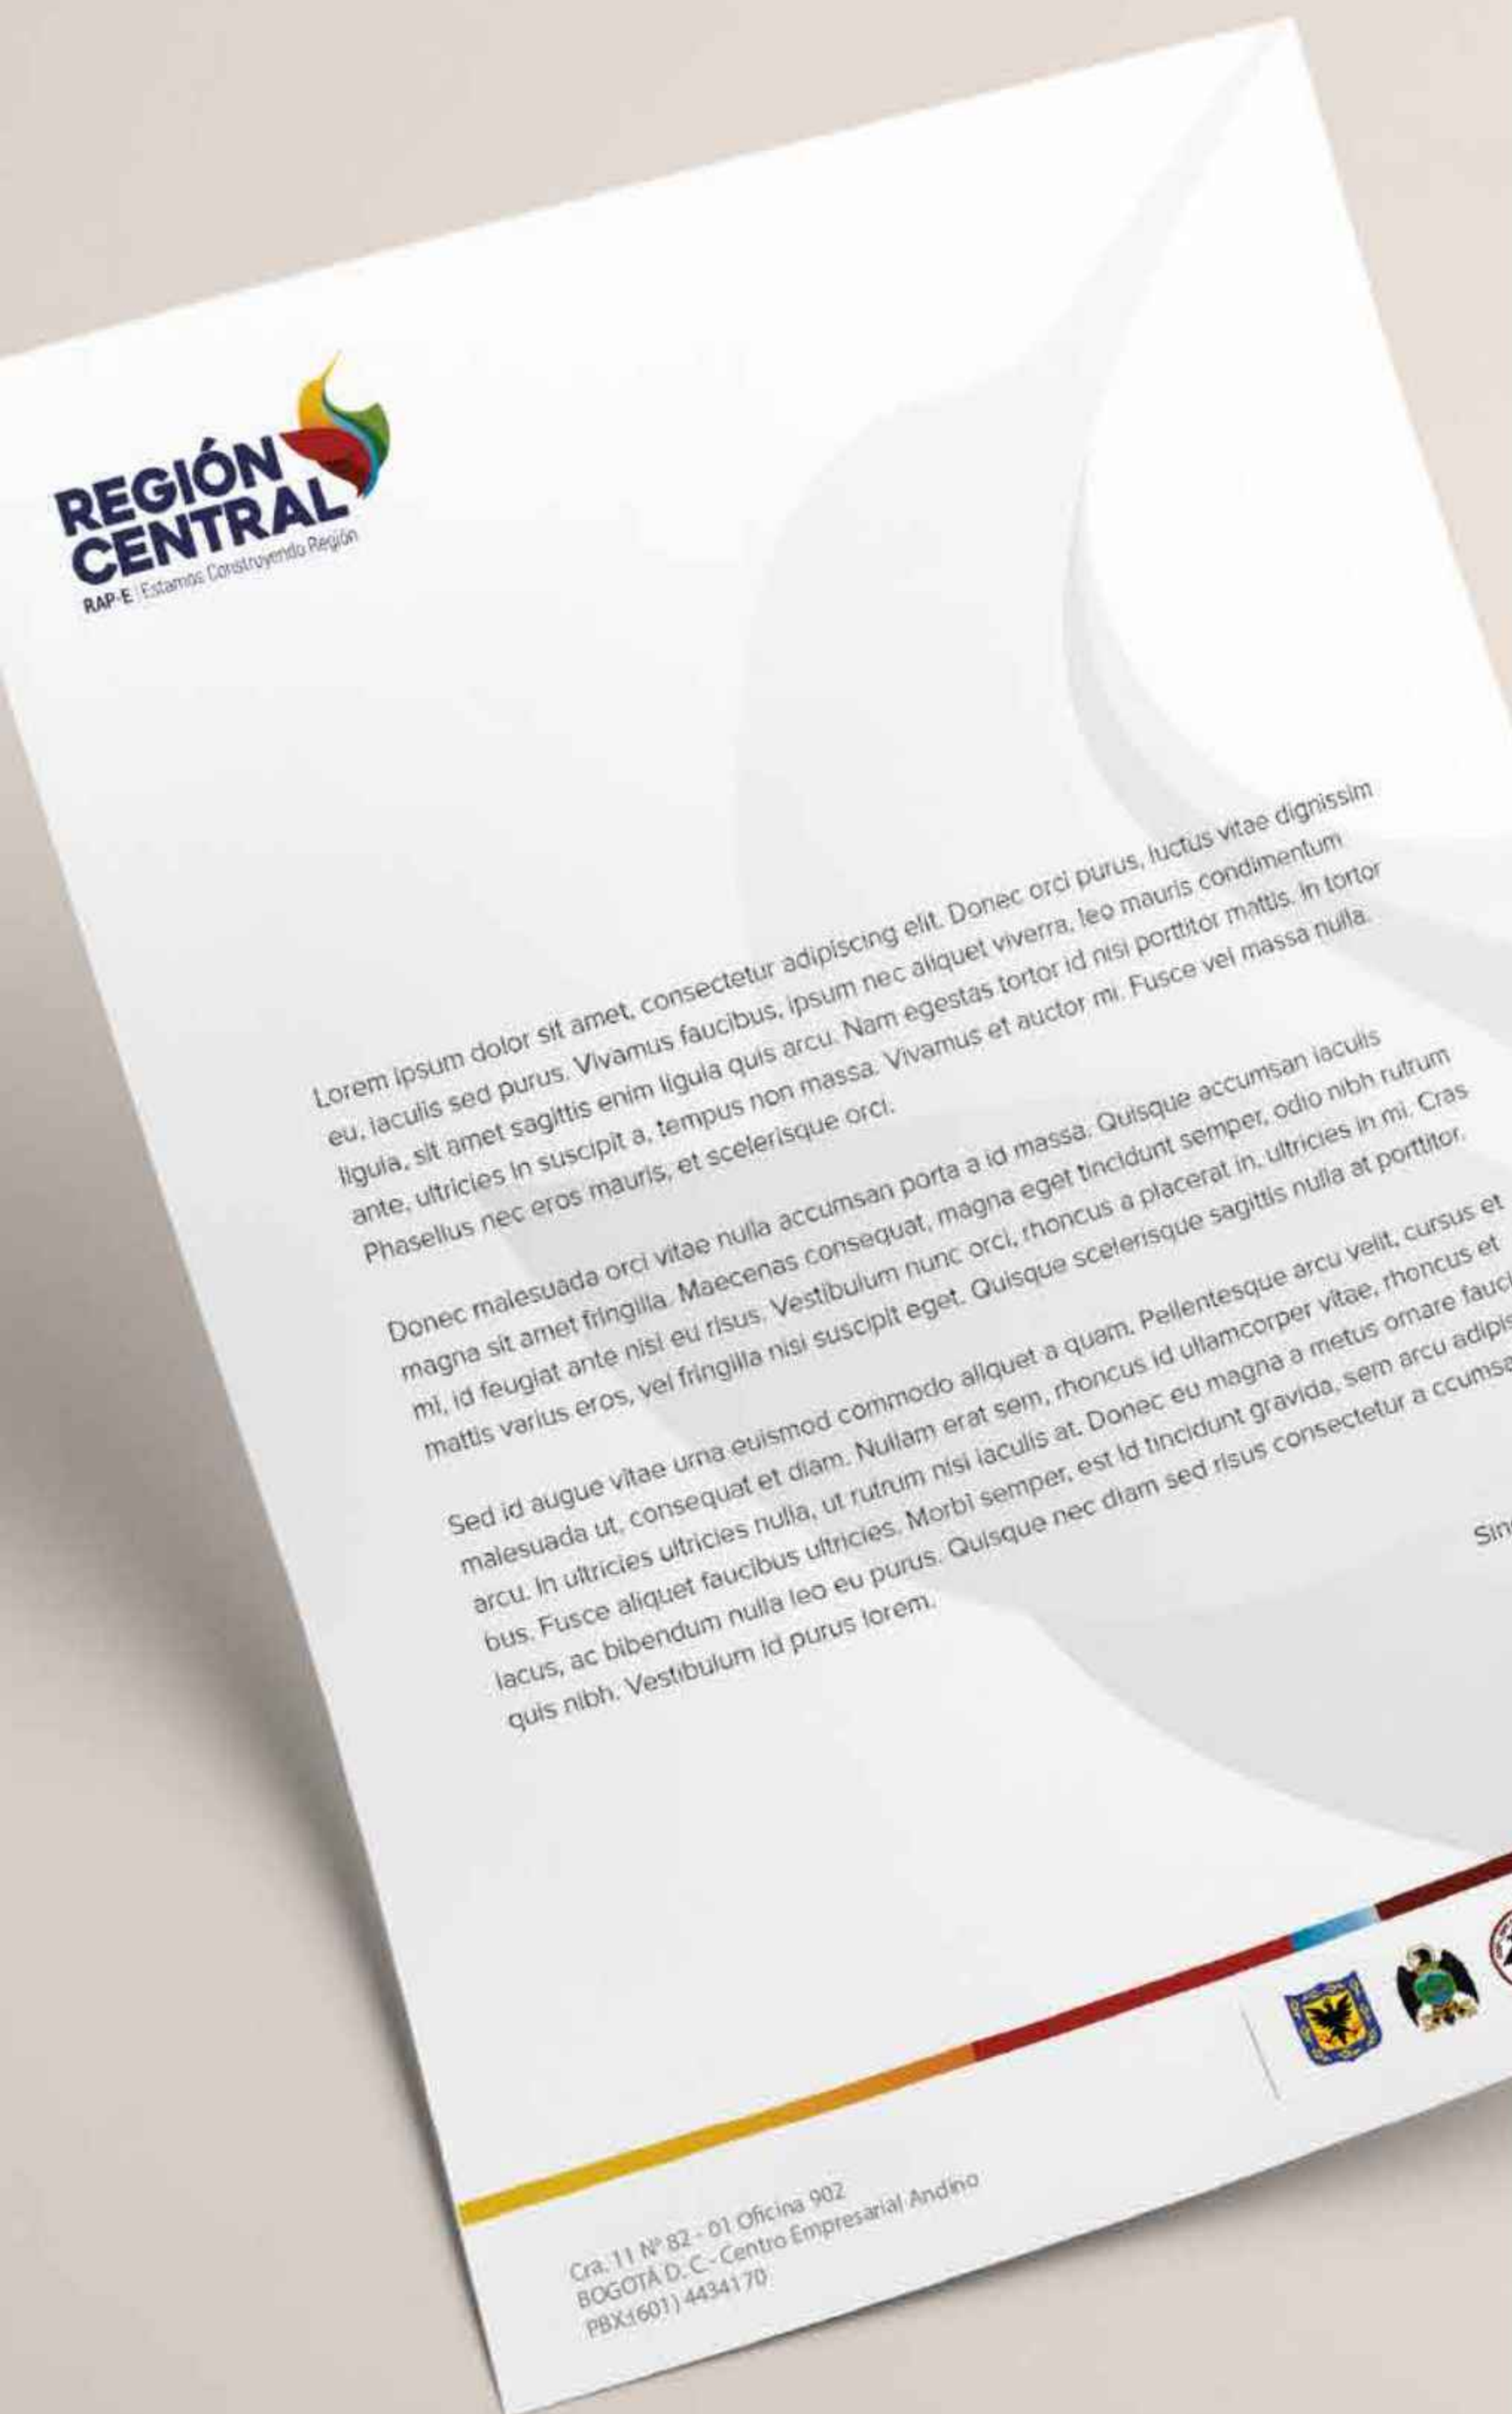 REGIÓN
CENTRAL
RAP-E | Estamos Construyendo Región
Lorem ipsum dolor sit amet, consectetur adipiscing elit. Donec orci purus, luctus vitae dignissim
eu, iaculis sed purus. Vivamus faucibus, ipsum nec aliquet viverra, leo mauris condimentum
ligula, sit amet sagittis enim ligula quis arcu. Nam egestas tortor id nisi porttitor mattis. In tortor
ante, ultricies in suscipit a, tempus non massa. Vivamus et auctor mi. Fusce vel massa nulla.
Phasellus nec eros mauris, et scelerisque orci.
Donec malesuada orci vitae nulla accumsan porta a id massa. Quisque accumsan iaculis
magna sit amet fringilla. Maecenas consequat, magna eget tincidunt semper, odio nibh rutrum
mi, id feugiat ante nisl eu risus. Vestibulum nunc orci, rhoncus a placerat in, ultricies in mi. Cras
mattis varius eros, vel fringilla nisi suscipit eget. Quisque scelerisque sagittis nulla at porttitor.
Sed id augue vitae urna euismod commodo aliquet a quam. Pellentesque arcu velit, cursus et
malesuada ut, consequat et diam. Nullam erat sem, rhoncus id ullamcorper vitae, rhoncus et
arcu. In ultricies ultricies nulla, ut rutrum nisi iaculis at. Donec eu magna a metus ornare fauci
bus. Fusce aliquet faucibus ultricies. Morbi semper, est id tincidunt gravida, sem arcu adipis
lacus, ac bibendum nulla leo eu purus. Quisque nec diam sed risus consectetur a ccumsa
quis nibh. Vestibulum id purus lorem.
Cra. 11 Nº 82 - 01 Oficina 902
BOGOTÁ D. C - Centro Empresarial Andino
PBX:(601) 4434170